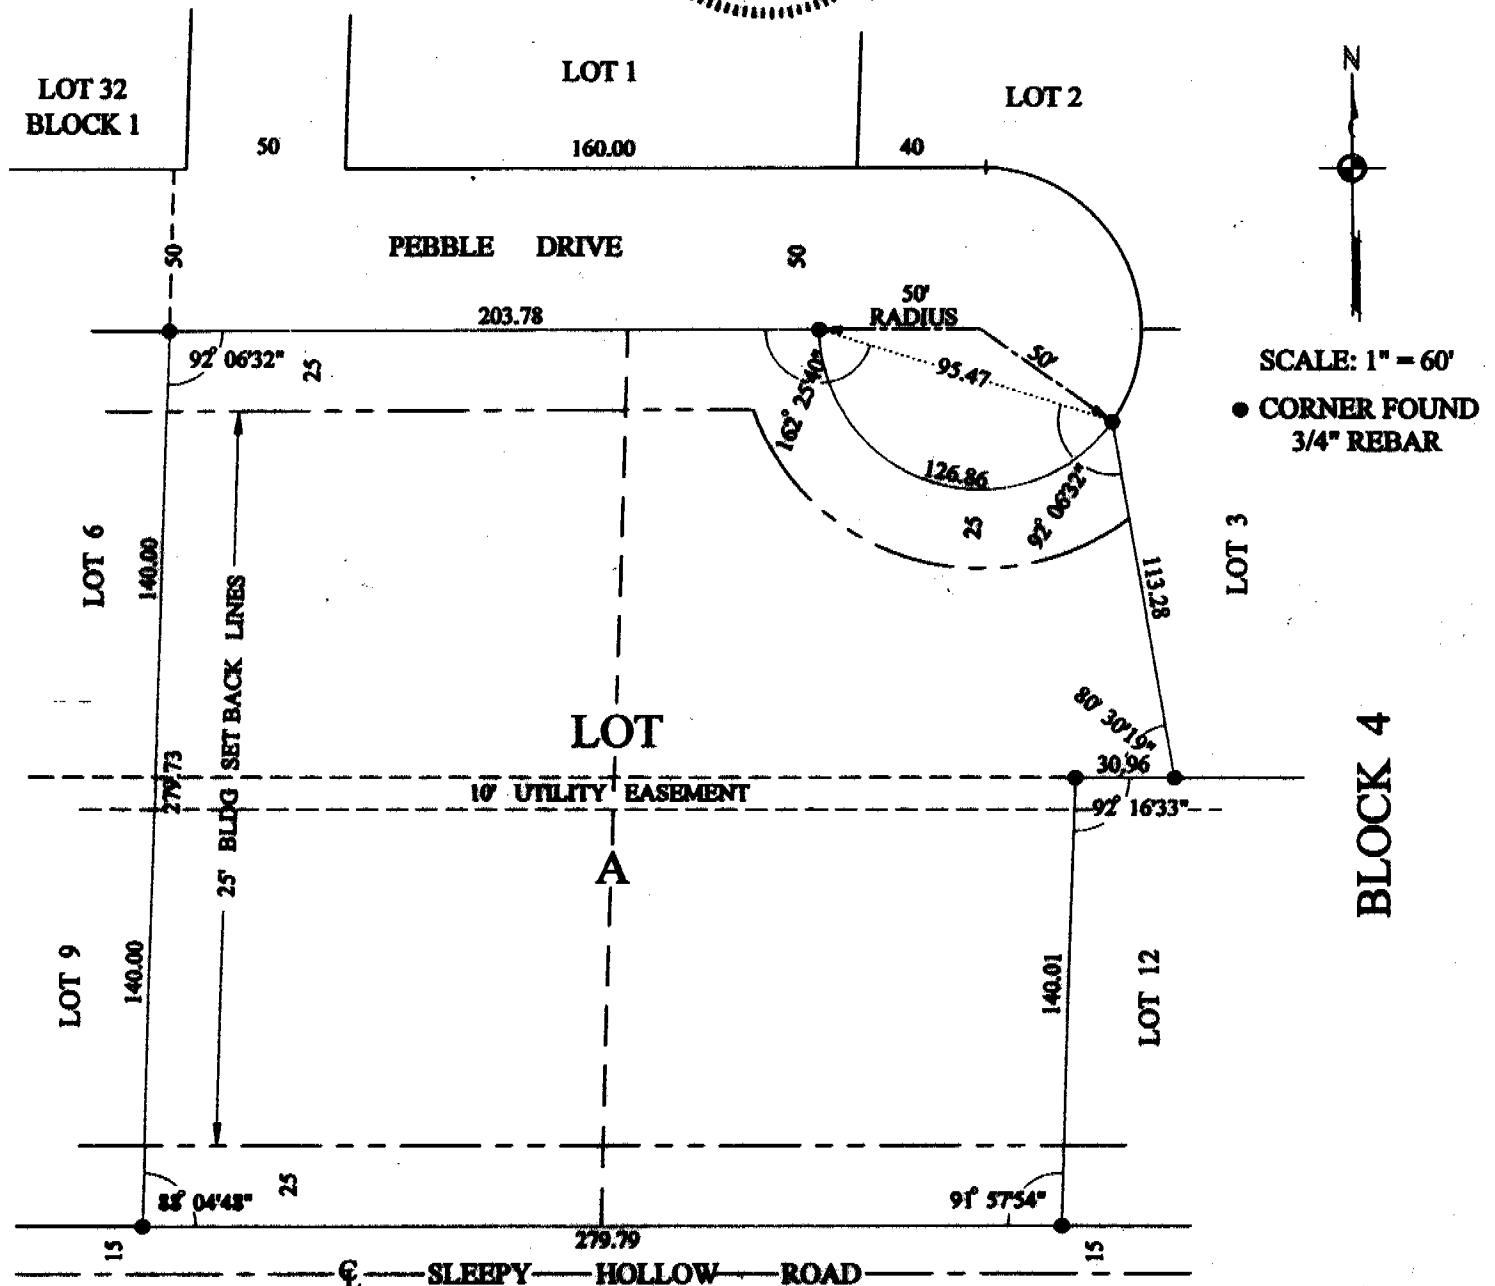 LOT 32
BLOCK 1
LOT 1
LOT 2
N
50
160.00
40
PEBBLE DRIVE
50
50
50'
RADIUS
203.78
92° 06'32"
25
162° 25'40"
95.47
50'
SCALE: 1" = 60'
CORNER FOUND
3/4" REBAR
126.86
25
92° 06'32"
LOT 6
140.00
LOT 3
113.28
25' BLDG SET BACK LINES
LOT
A
279.73
10' UTILITY EASEMENT
80° 30'19"
30.96
92° 16'33"
BLOCK 4
LOT 9
140.00
140.01
LOT 12
88° 04'48"
25
91° 57'54"
279.79
15
15
℄ SLEEPY HOLLOW ROAD